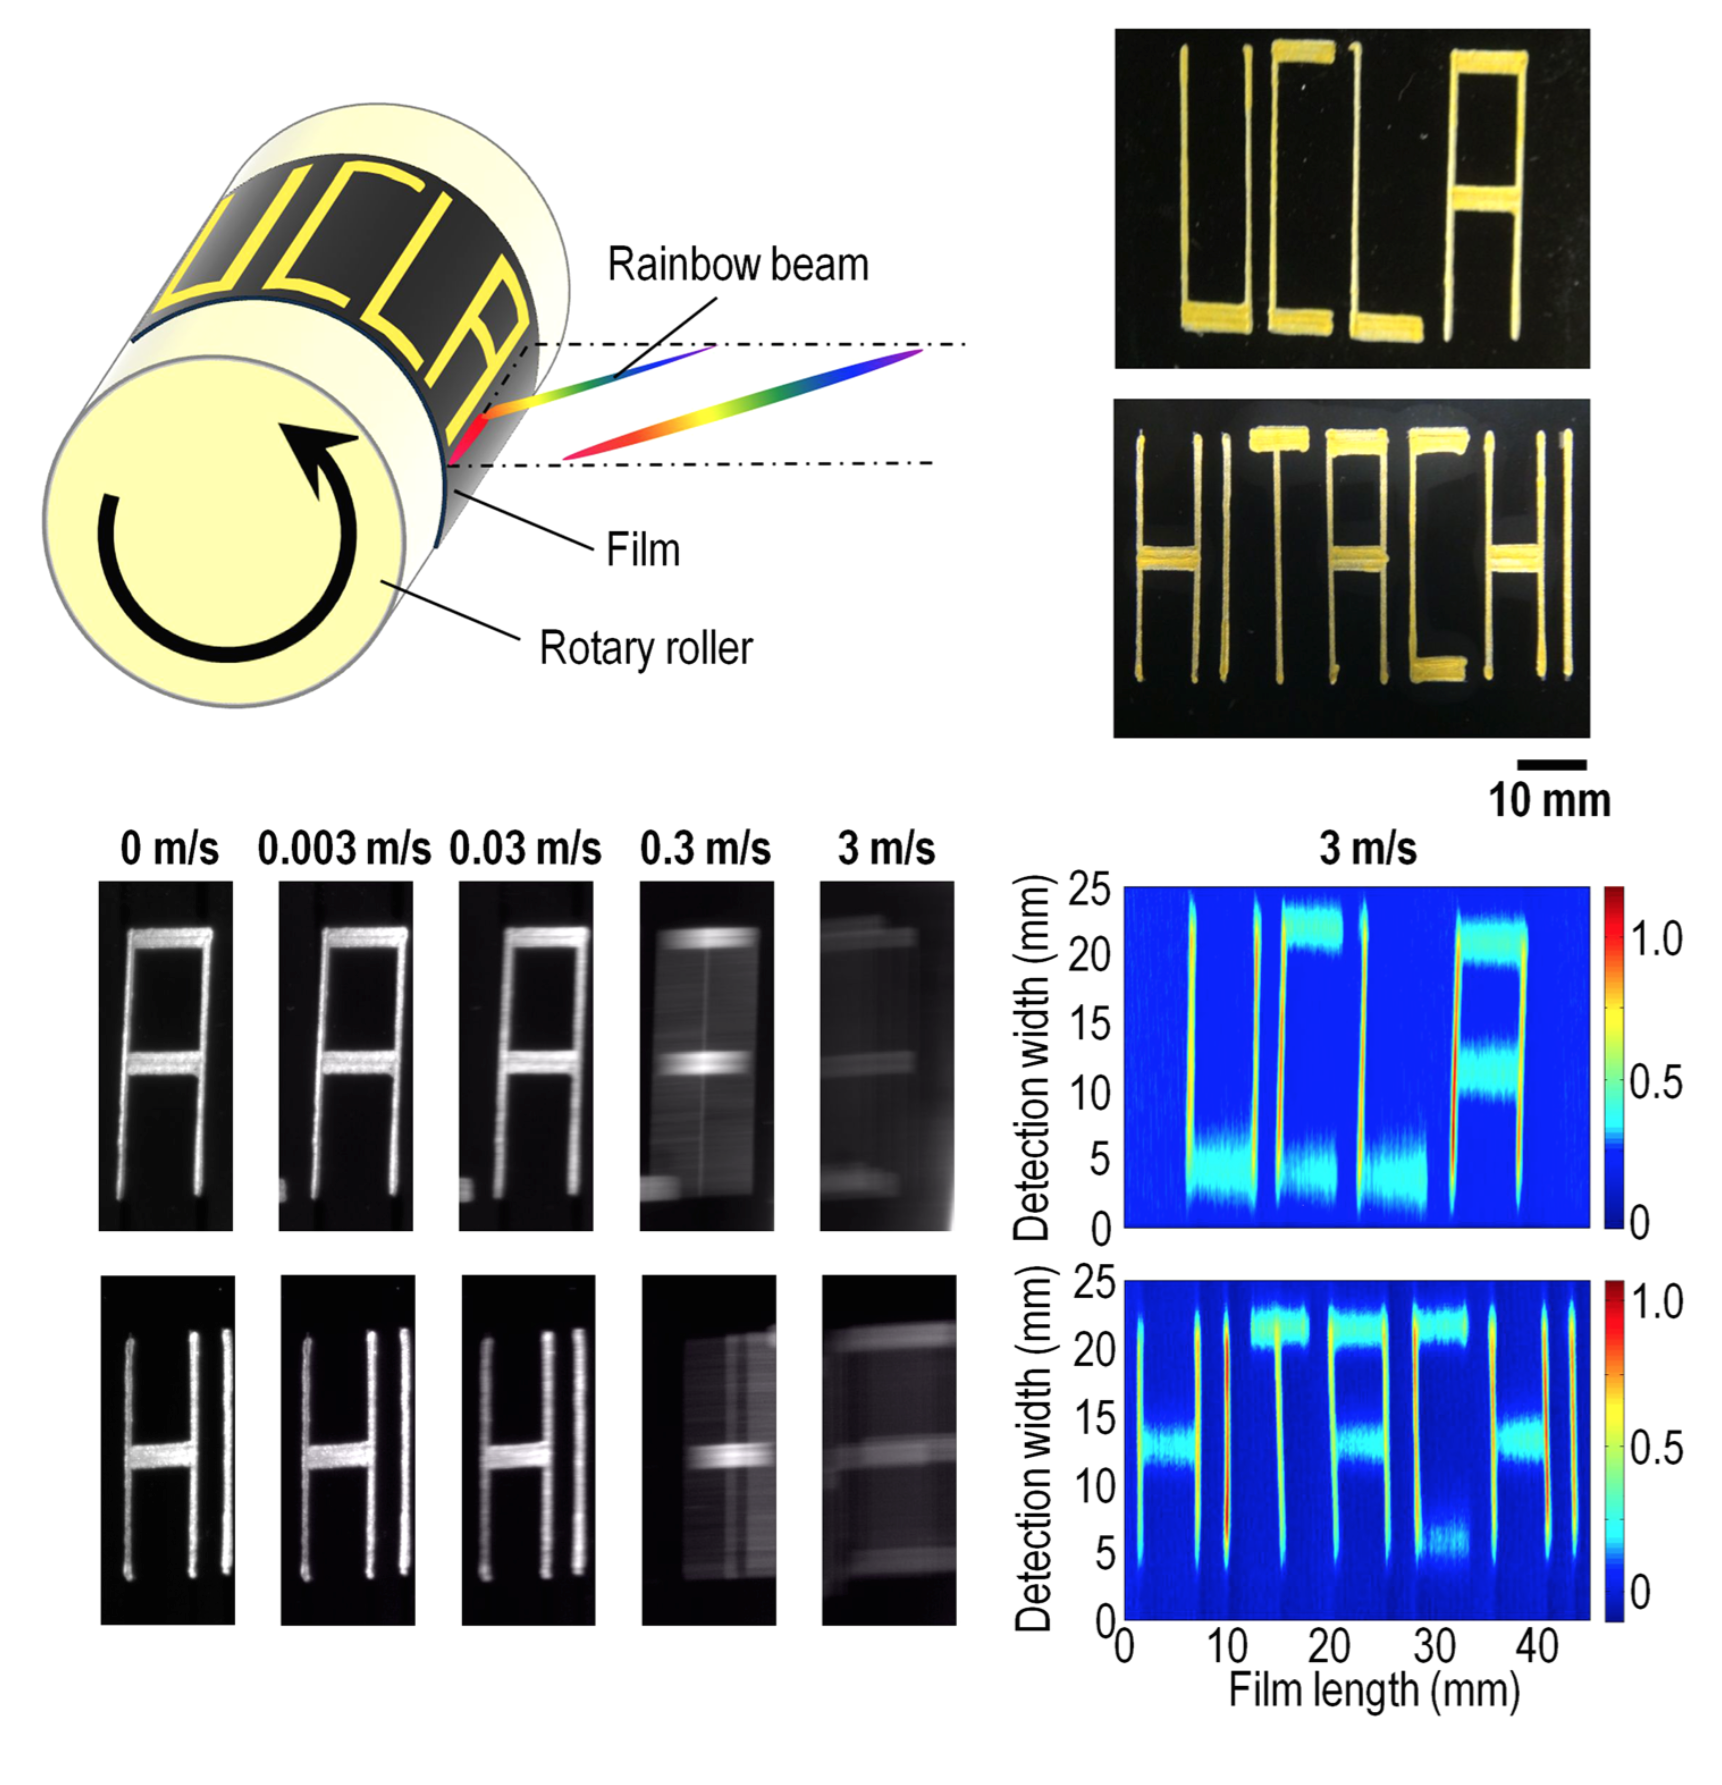 UCLA
Rainbow beam
Film
Rotary roller
UCLA
HITACHI
10 mm
0 m/s 0.003 m/s 0.03 m/s 0.3 m/s 3 m/s
A A A
H H H
3 m/s
Detection width (mm)
25
20
15
10
5
0
UCLA
1.0
0.5
0
Detection width (mm)
25
20
15
10
5
0
HITACHI
1.0
0.5
0
0 10 20 30 40
Film length (mm)